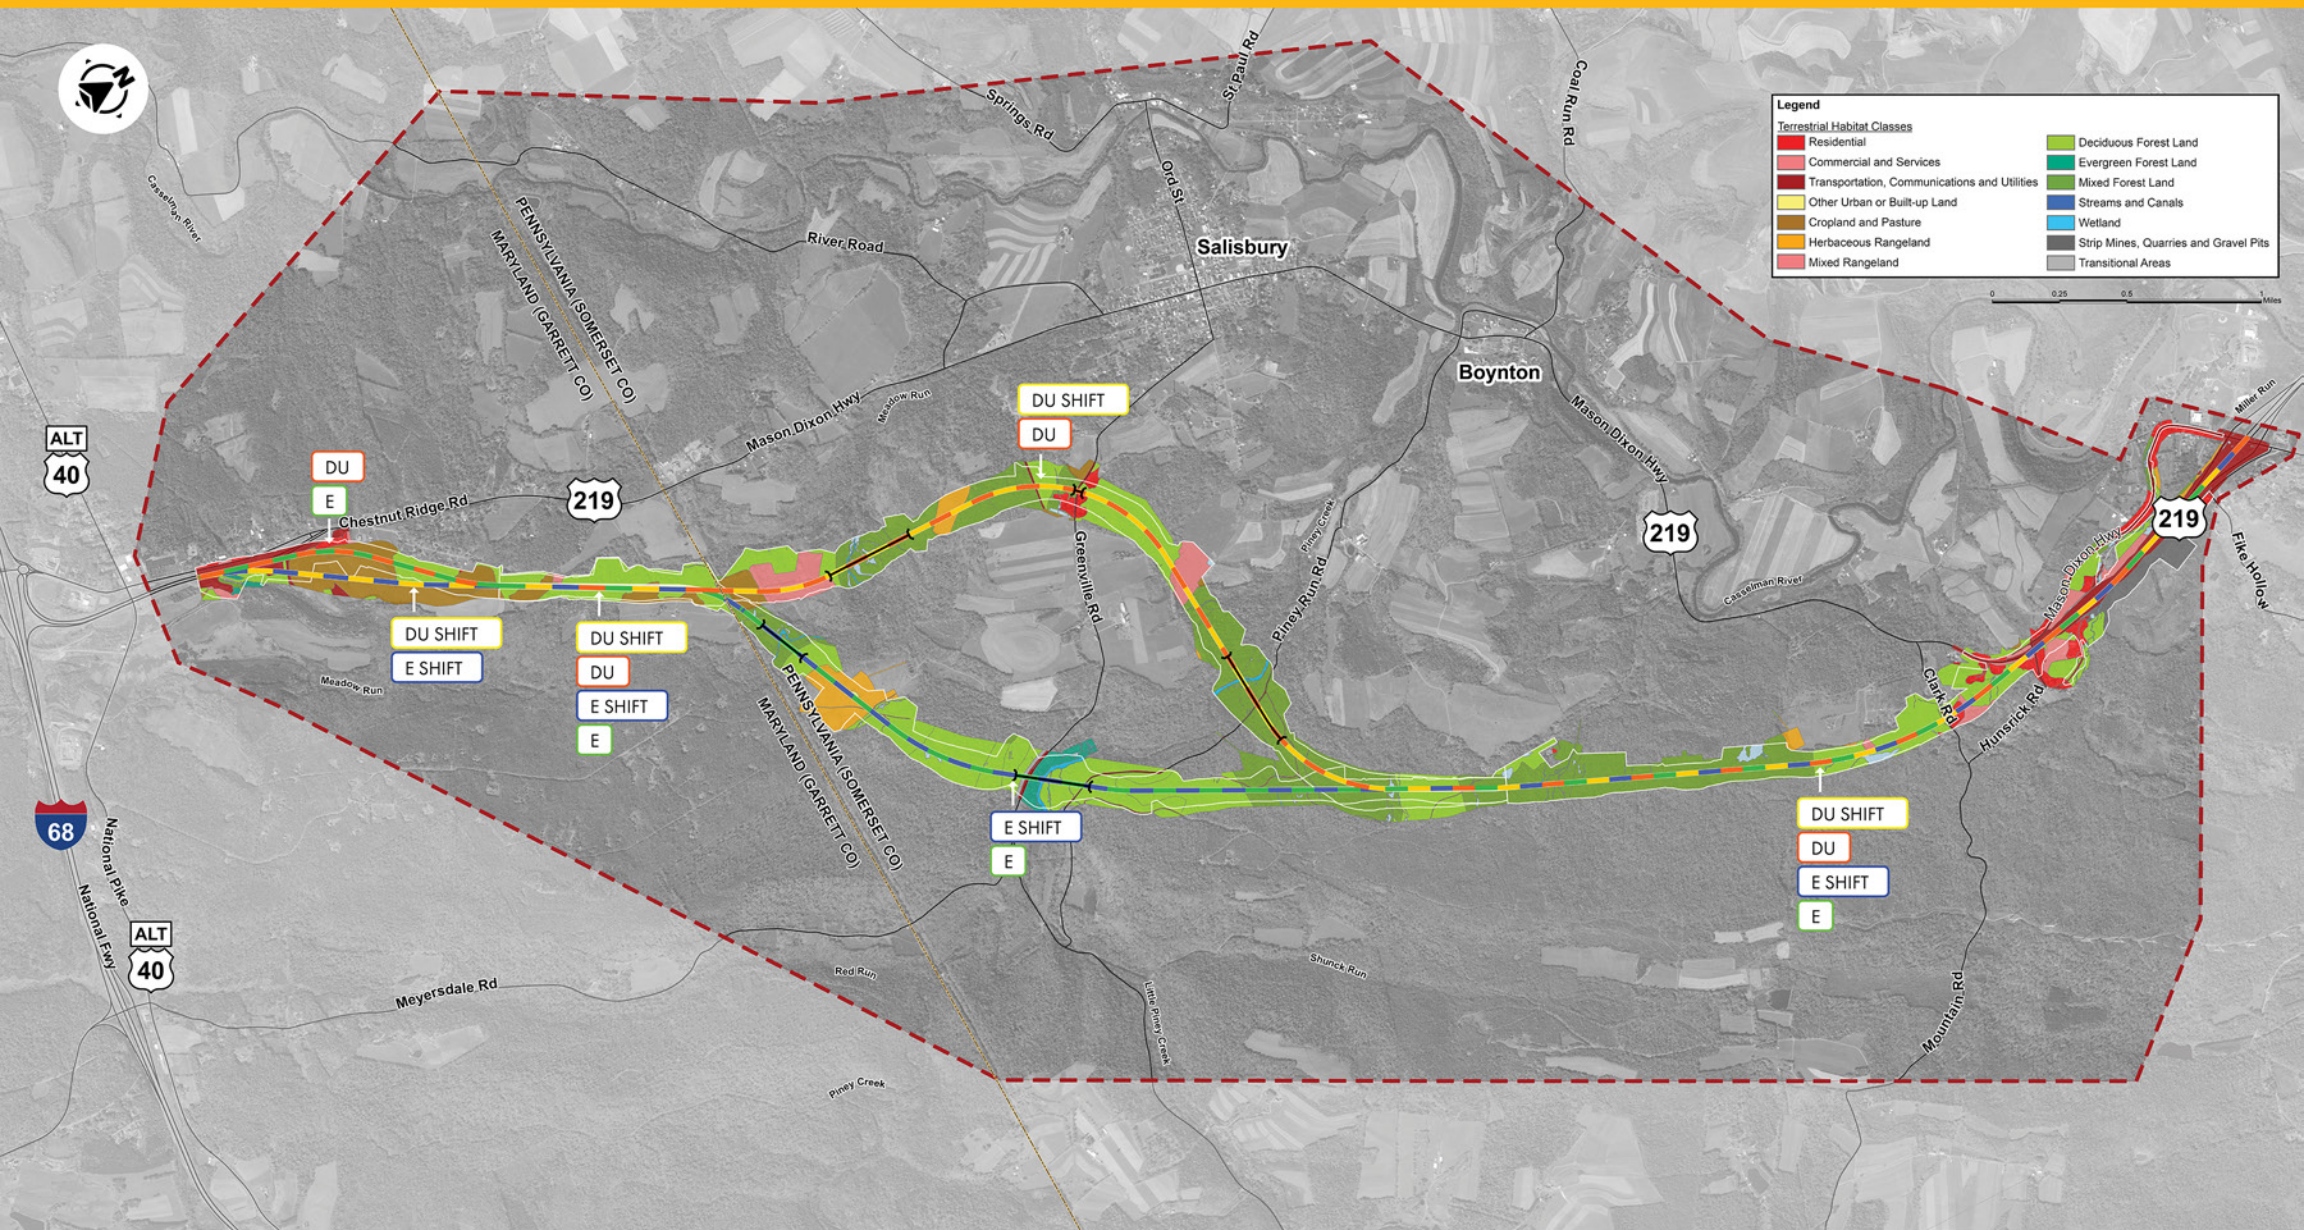 N
St Paul Rd
Coal Run Rd
Springs Rd
Ord St
Casselman River
Legend
Terrestrial Habitat Classes
Residential
Commercial and Services
Transportation, Communications and Utilities
Other Urban or Built-up Land
Cropland and Pasture
Herbaceous Rangeland
Mixed Rangeland
Deciduous Forest Land
Evergreen Forest Land
Mixed Forest Land
Streams and Canals
Wetland
Strip Mines, Quarries and Gravel Pits
Transitional Areas
0 0.25 0.5 1
Miles
PENNSYLVANIA (SOMERSET CO)
MARYLAND (GARRETT CO)
River Road
Salisbury
Boynton
Mason Dixon Hwy
Meadow Run
Mason Dixon Hwy
Miller Run
DU SHIFT
DU
ALT
40
DU
E
Chestnut Ridge Rd
219
219
219
Piney Creek
Greenville Rd
Piney Run Rd
Casselman River
Mason Dixon Hwy
Fike Hollow
DU SHIFT
E SHIFT
DU SHIFT
DU
E SHIFT
E
Meadow Run
PENNSYLVANIA (SOMERSET CO)
MARYLAND (GARRETT CO)
Clark Rd
Hunsrick Rd
68
National Pike
National Fwy
E SHIFT
E
DU SHIFT
DU
E SHIFT
E
ALT
40
Meyersdale Rd
Red Run
Shunck Run
Little Piney Creek
Mountain Rd
Piney Creek